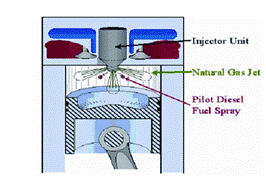 Injector Unit
Natural Gas Jet
Pilot Diesel
Fuel Spray